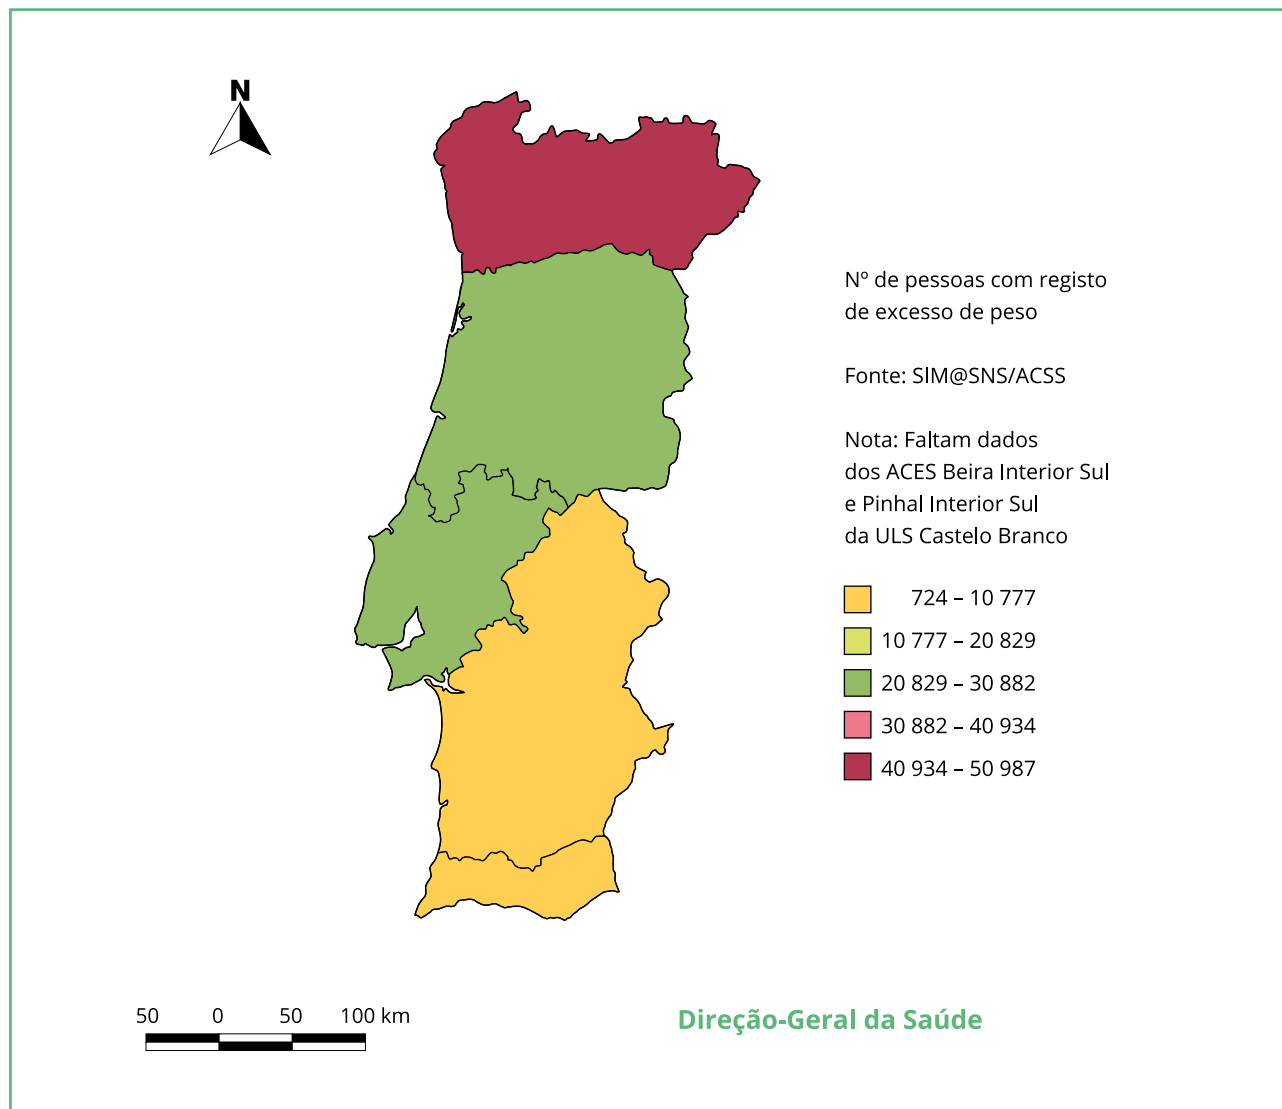 N
Nº de pessoas com registo
de excesso de peso
Fonte: SIM@SNS/ACSS
Nota: Faltam dados
dos ACES Beira Interior Sul
e Pinhal Interior Sul
da ULS Castelo Branco
724 – 10 777
10 777 – 20 829
20 829 – 30 882
30 882 – 40 934
40 934 – 50 987
50 0 50 100 km
Direção-Geral da Saúde